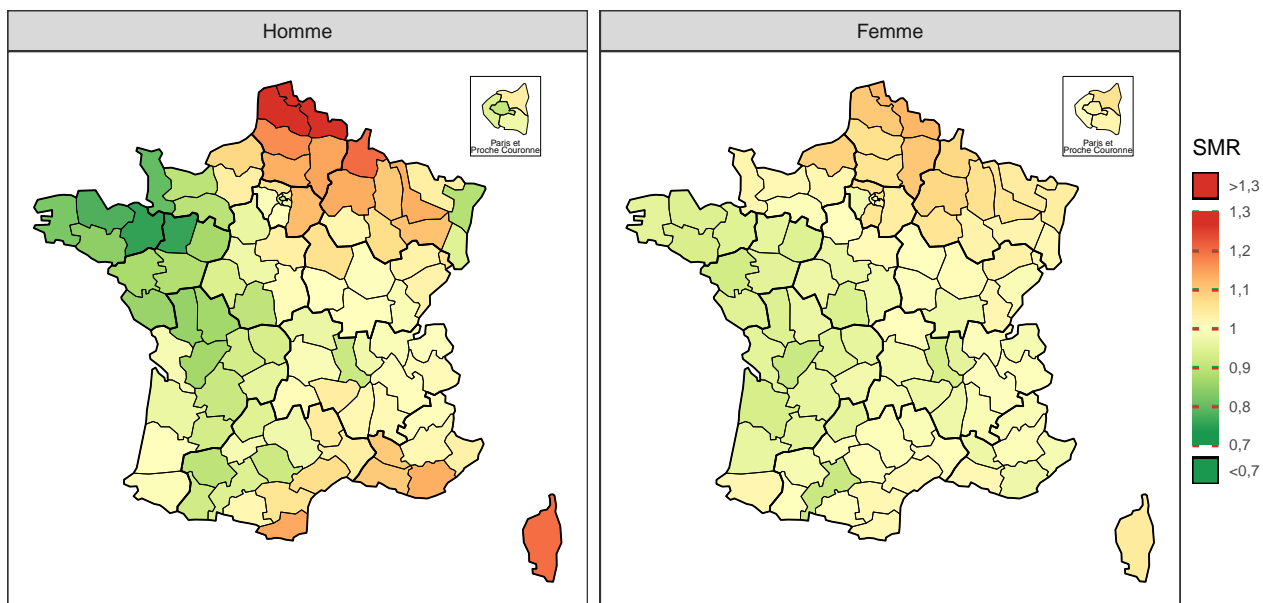 Homme
Femme
Paris et
Proche Couronne
Paris et
Proche Couronne
SMR
>1,3
1,3
1,2
1,1
1
0,9
0,8
0,7
<0,7